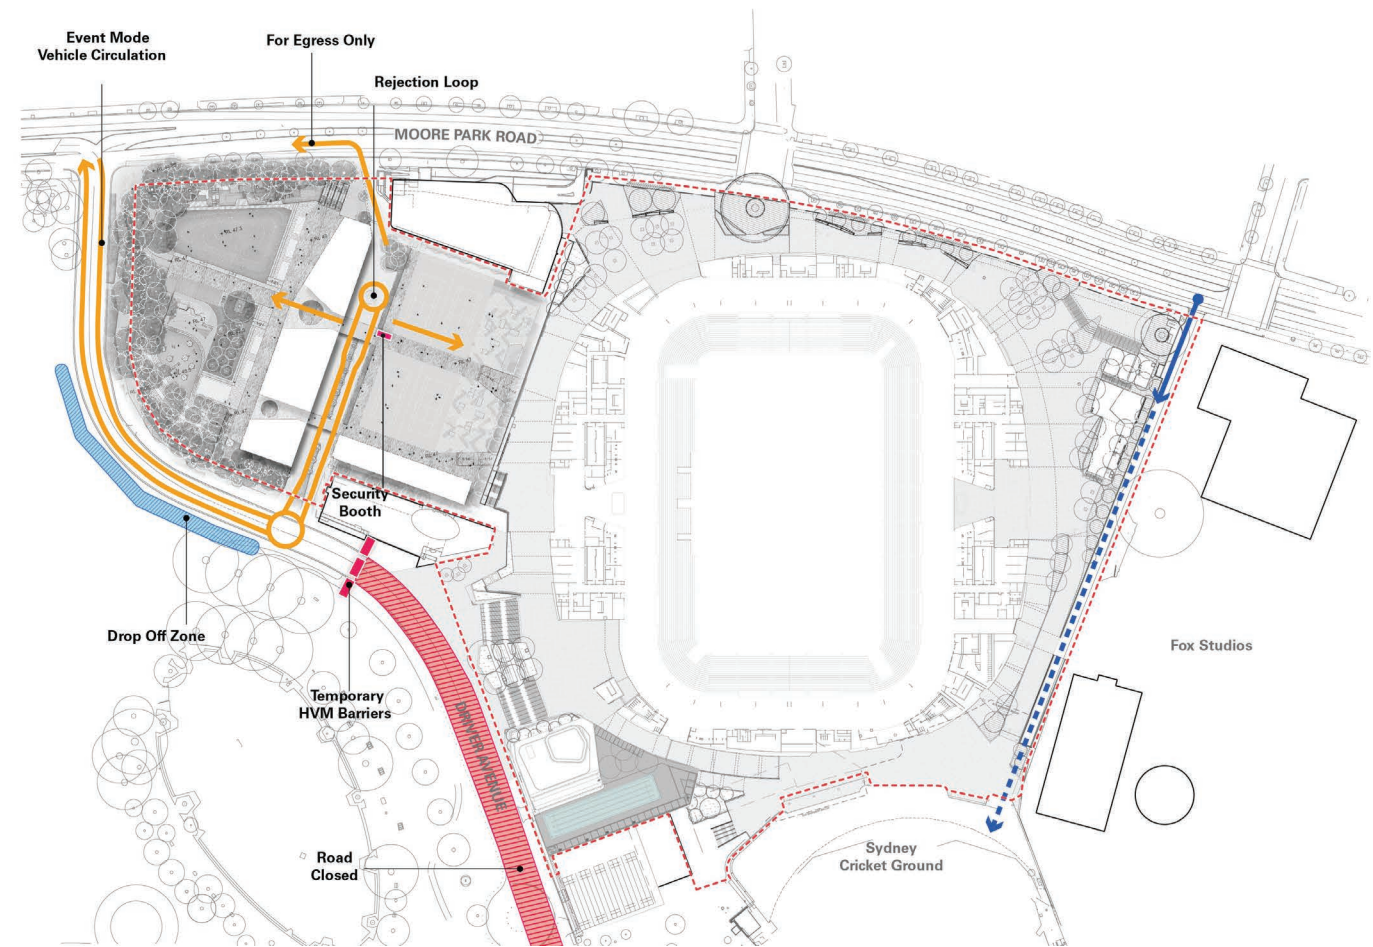 Event Mode
Vehicle Circulation
For Egress Only
Rejection Loop
MOORE PARK ROAD
Security
Booth
Drop Off Zone
Temporary
HVM Barriers
DRIVER AVENUE
Road
Closed
Fox Studios
Sydney
Cricket Ground